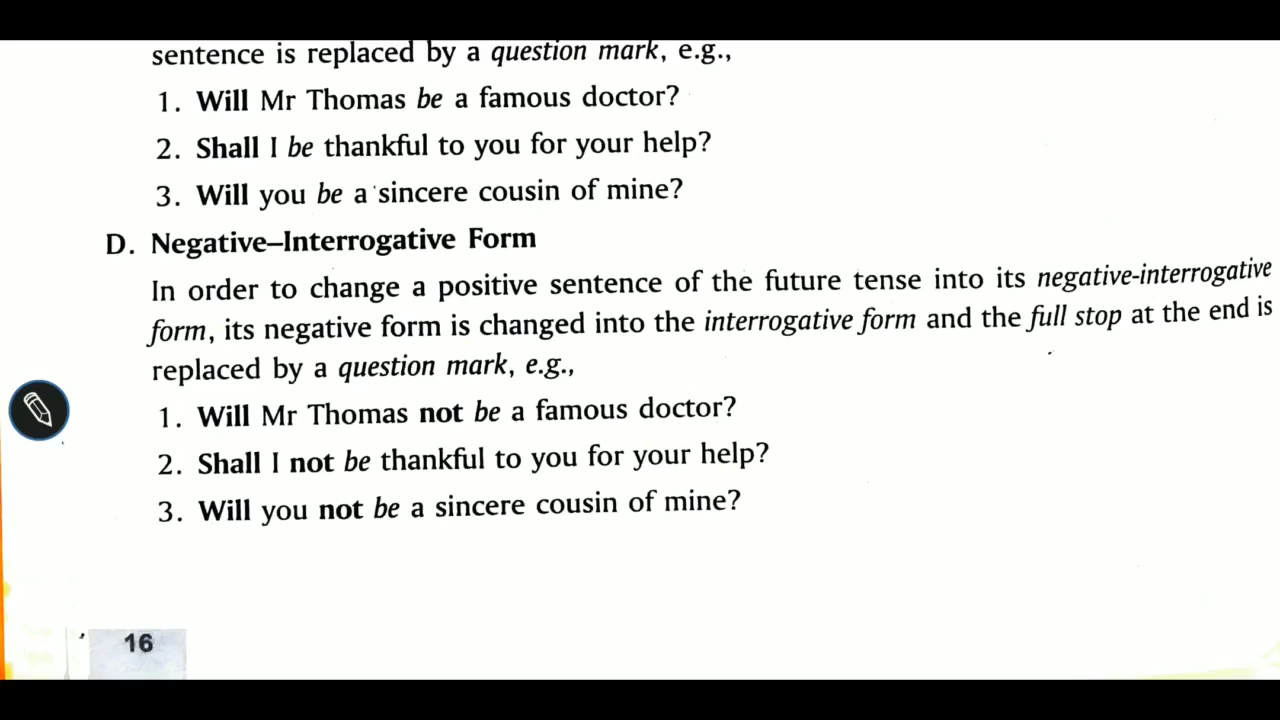 sentence is replaced by a question mark, e.g.,
1. Will Mr Thomas be a famous doctor?
2. Shall I be thankful to you for your help?
3. Will you be a sincere cousin of mine?
D. Negative–Interrogative Form
In order to change a positive sentence of the future tense into its negative-interrogative
form, its negative form is changed into the interrogative form and the full stop at the end is
replaced by a question mark, e.g.,
1. Will Mr Thomas not be a famous doctor?
2. Shall I not be thankful to you for your help?
3. Will you not be a sincere cousin of mine?
16